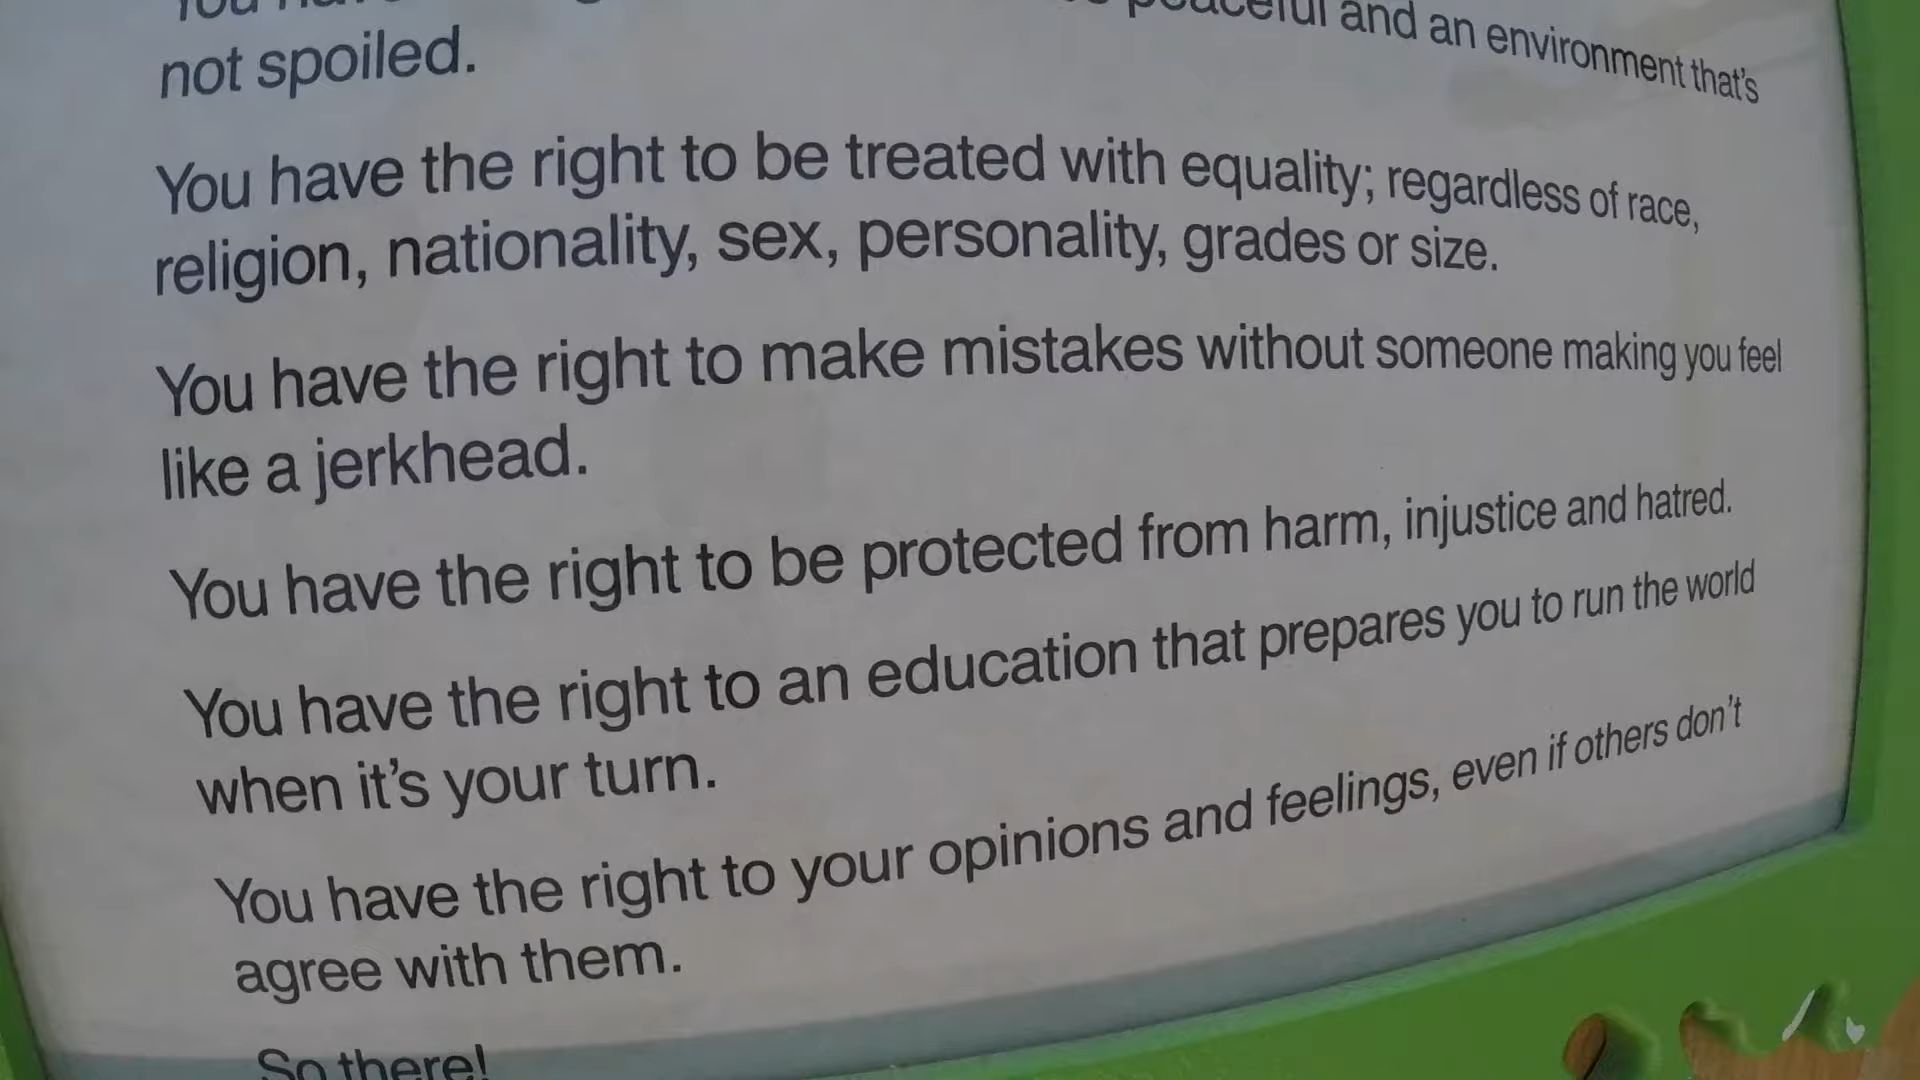 peaceful and an environment that's
not spoiled.
You have the right to be treated with equality; regardless of race,
religion, nationality, sex, personality, grades or size.
You have the right to make mistakes without someone making you feel
like a jerkhead.
You have the right to be protected from harm, injustice and hatred.
You have the right to an education that prepares you to run the world
when it's your turn.
You have the right to your opinions and feelings, even if others don't
agree with them.
So there!